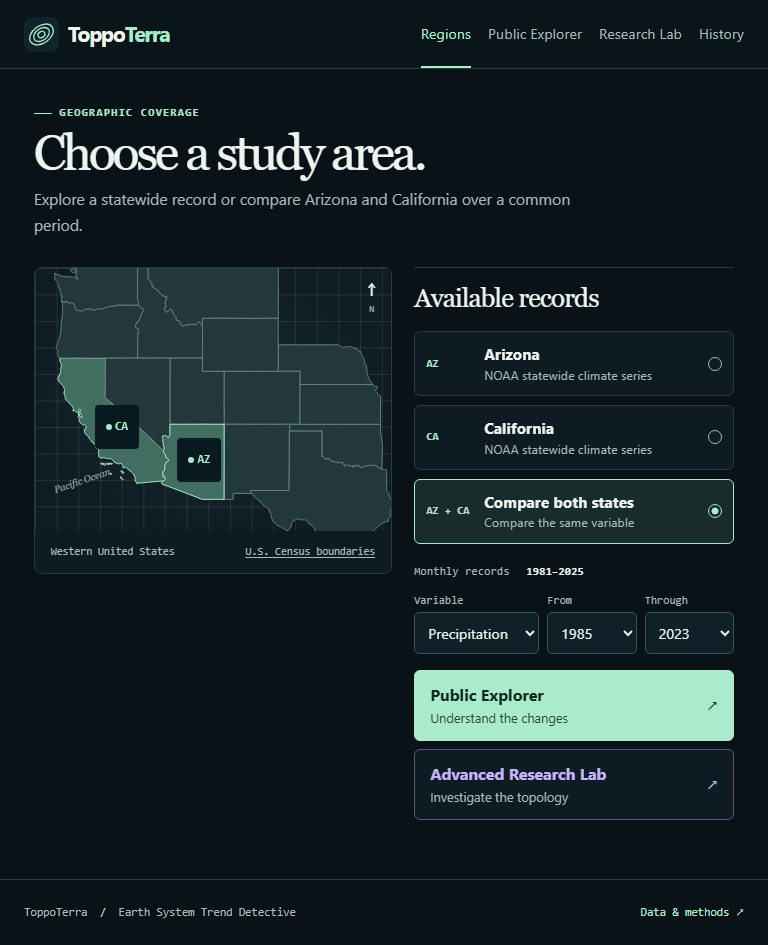 ToppoTerra
Regions
Public Explorer
Research Lab
History
GEOGRAPHIC COVERAGE
Choose a study area.
Explore a statewide record or compare Arizona and California over a common
period.
N
CA
AZ
Pacific Ocean
Western United States
U.S. Census boundaries
Available records
AZ
Arizona
NOAA statewide climate series
CA
California
NOAA statewide climate series
AZ + CA
Compare both states
Compare the same variable
Monthly records 1981–2025
Variable
From
Through
Precipitation
1985
2023
Public Explorer ↗
Understand the changes
Advanced Research Lab ↗
Investigate the topology
ToppoTerra / Earth System Trend Detective
Data & methods ↗